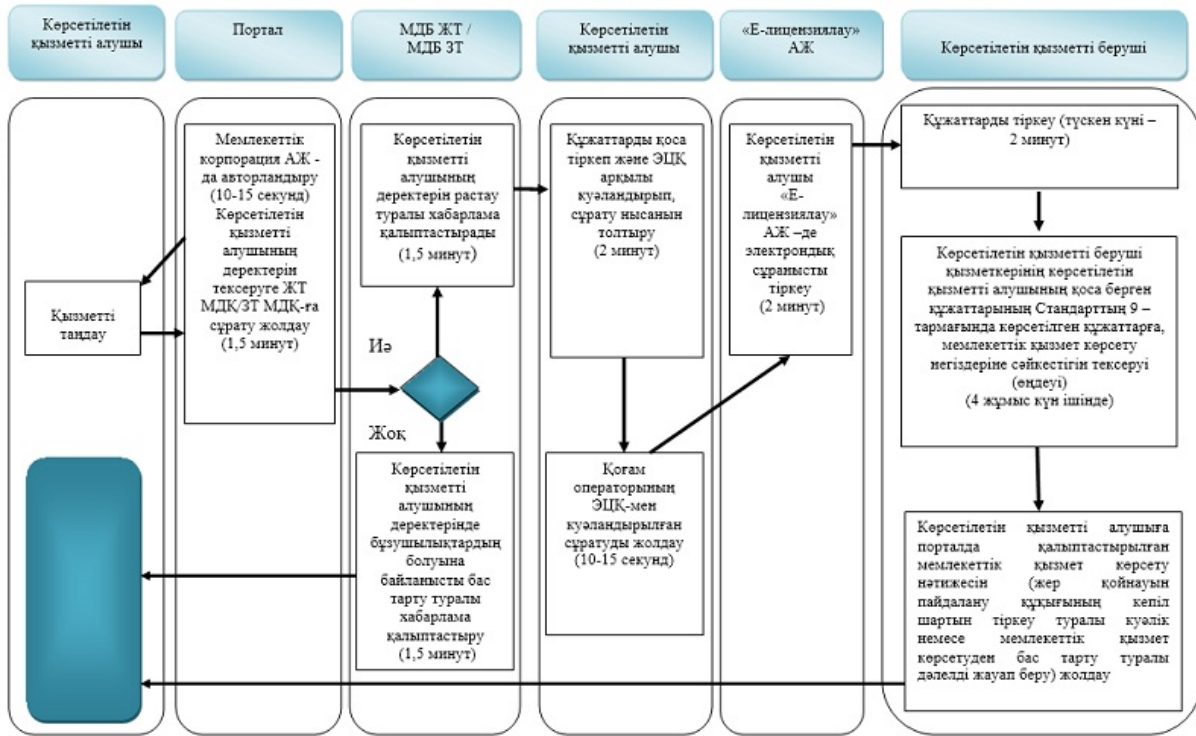 Көрсетілетін
қызметті алушы
Портал
МДБ ЖТ /
МДБ ЗТ
Көрсетілетін
қызметті алушы
«Е-лицензиялау»
АЖ
Көрсетілетін қызметті беруші
Қызметті
таңдау
Мемлекеттік
корпорация АЖ -
да авторландыру
(10-15 секунд)
Көрсетілетін
қызметті
алушының
деректерін
тексеруге ЖТ
МДҚ/ЗТ МДҚ-ға
сұрату жолдау
(1,5 минут)
Көрсетілетін
қызметті
алушының
деректерін растау
туралы хабарлама
қалыптастырады
(1,5 минут)
Иә
Жоқ
Көрсетілетін
қызметті
алушының
деректерінде
бұзушылықтардың
болуына
байланысты бас
тарту туралы
хабарлама
қалыптастыру
(1,5 минут)
Құжаттарды қоса
тіркеп және ЭЦҚ
арқылы
куәландырып,
сұрату нысанын
толтыру
(2 минут)
Қоғам
операторының
ЭЦҚ-мен
куәландырылған
сұратуды жолдау
(10-15 секунд)
Көрсетілетін
қызметті
алушы
«Е-
лицензиялау»
АЖ –де
электрондық
сұранысты
тіркеу
(2 минут)
Құжаттарды тіркеу (түскен күні –
2 минут)
Көрсетілетін қызметті беруші
қызметкерінің көрсетілетін
қызметті алушының қоса берген
құжаттарының Стандарттың 9 –
тармағында көрсетілген құжаттарға,
мемлекеттік қызмет көрсету
негіздеріне сәйкестігін тексеруі
(өңдеуі)
(4 жұмыс күн ішінде)
Көрсетілетін қызметті алушыға
порталда қалыптастырылған
мемлекеттік қызмет көрсету
нәтижесін (жер қойнауын
пайдалану құқығының кепіл
шартын тіркеу туралы куәлік
немесе мемлекеттік қызмет
көрсетуден бас тарту туралы
дәлелді жауап беру) жолдау